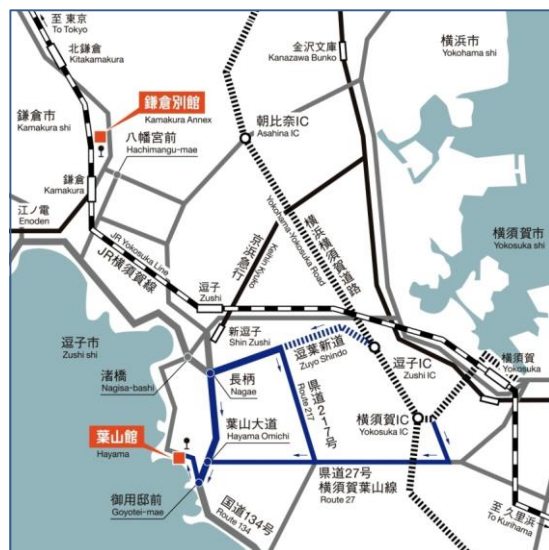 至 東京
To Tokyo
北鎌倉
Kitakamakura
金沢文庫
Kanazawa Bunko
横浜市
Yokohama shi
鎌倉別館
Kamakura Annex
鎌倉市
Kamakura shi
朝比奈IC
Asahina IC
八幡宮前
Hachimangu-mae
鎌倉
Kamakura
江ノ電
Enoden
JR Yokosuka Line
JR横須賀線
京浜急行
Keihin Kyuko
横浜横須賀道路
Yokohama-Yokosuka Road
横須賀市
Yokosuka shi
逗子
Zushi
新逗子
Shin Zushi
逗子市
Zushi shi
渚橋
Nagisa-bashi
逗葉新道
Zuyo Shindo
逗子IC
Zushi IC
横須賀
Yokosuka
長柄
Nagae
県道217号
Route 217
横須賀IC
Yokosuka IC
葉山館
Hayama
葉山大道
Hayama Omichi
御用邸前
Goyotei-mae
国道134号
Route 134
県道27号
横須賀葉山線
Route 27
至 久里浜
To Kurihama